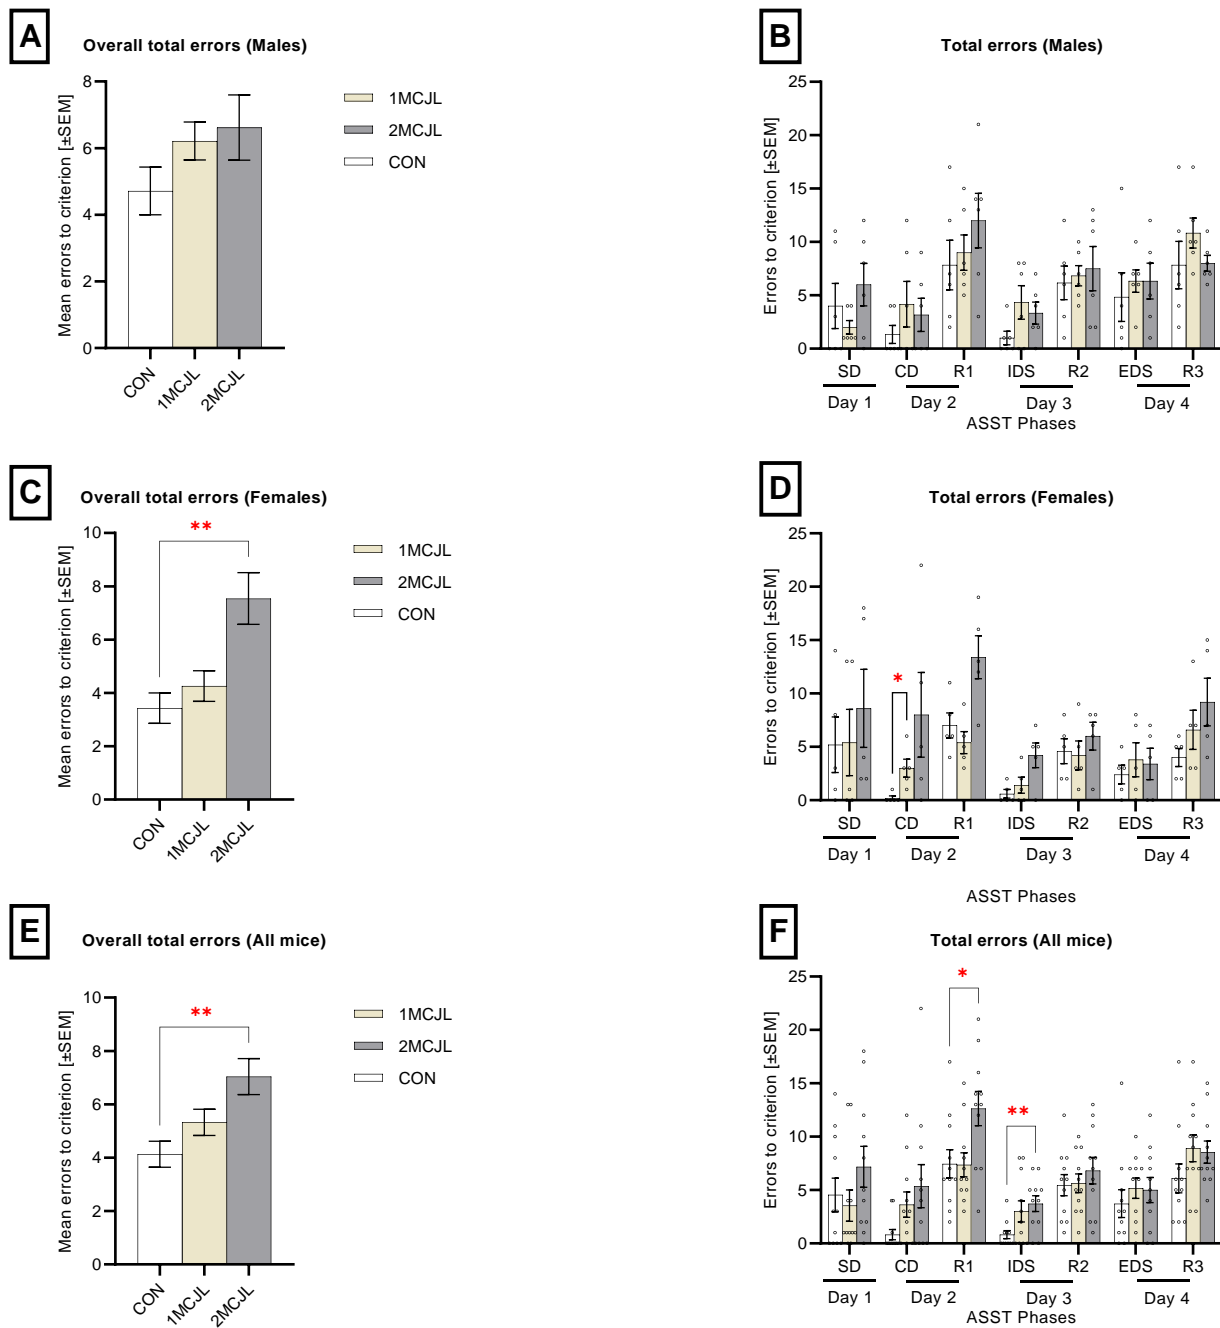 A
Overall total errors (Males)
Mean errors to criterion [±SEM]
8
6
4
2
0
CON
1MCJL
2MCJL
1MCJL
2MCJL
CON
B
Total errors (Males)
Errors to criterion [±SEM]
25
20
15
10
5
0
SD CD R1 IDS R2 EDS R3
Day 1 Day 2 Day 3 Day 4
ASST Phases
C
Overall total errors (Females)
Mean errors to criterion [±SEM]
10
8
6
4
2
0
**
CON
1MCJL
2MCJL
1MCJL
2MCJL
CON
D
Total errors (Females)
Errors to criterion [±SEM]
25
20
15
10
5
0
*
SD CD R1 IDS R2 EDS R3
Day 1 Day 2 Day 3 Day 4
ASST Phases
E
Overall total errors (All mice)
Mean errors to criterion [±SEM]
10
8
6
4
2
0
**
CON
1MCJL
2MCJL
1MCJL
2MCJL
CON
F
Total errors (All mice)
Errors to criterion [±SEM]
25
20
15
10
5
0
*
**
SD CD R1 IDS R2 EDS R3
Day 1 Day 2 Day 3 Day 4
ASST Phases